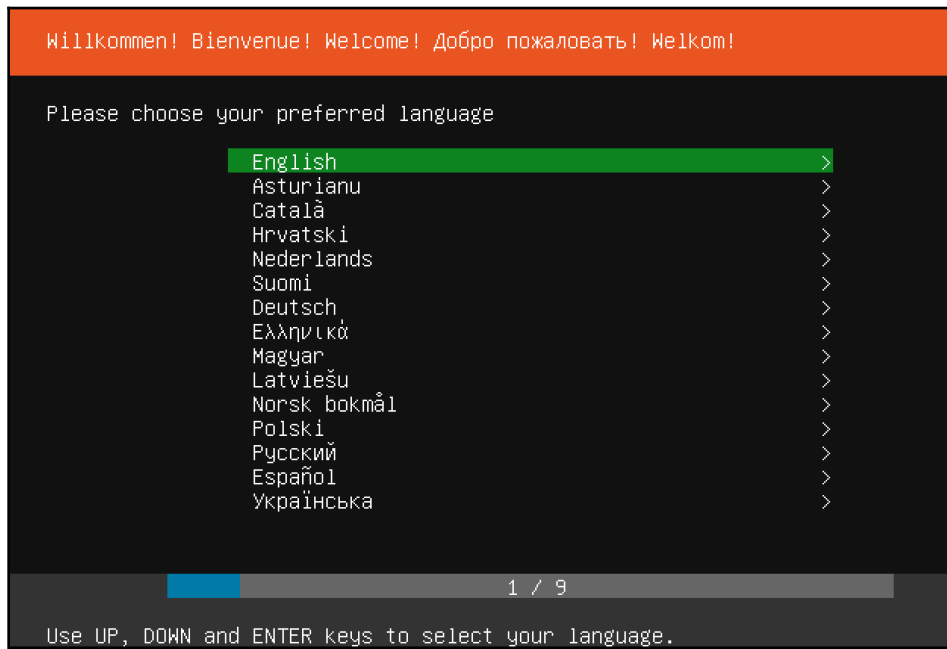 Willkommen! Bienvenue! Welcome! Добро пожаловать! Welkom!
Please choose your preferred language
English >
Asturianu >
Català >
Hrvatski >
Nederlands >
Suomi >
Deutsch >
Ελληνικά >
Magyar >
Latviešu >
Norsk bokmål >
Polski >
Русский >
Español >
Українська >
1 / 9
Use UP, DOWN and ENTER keys to select your language.